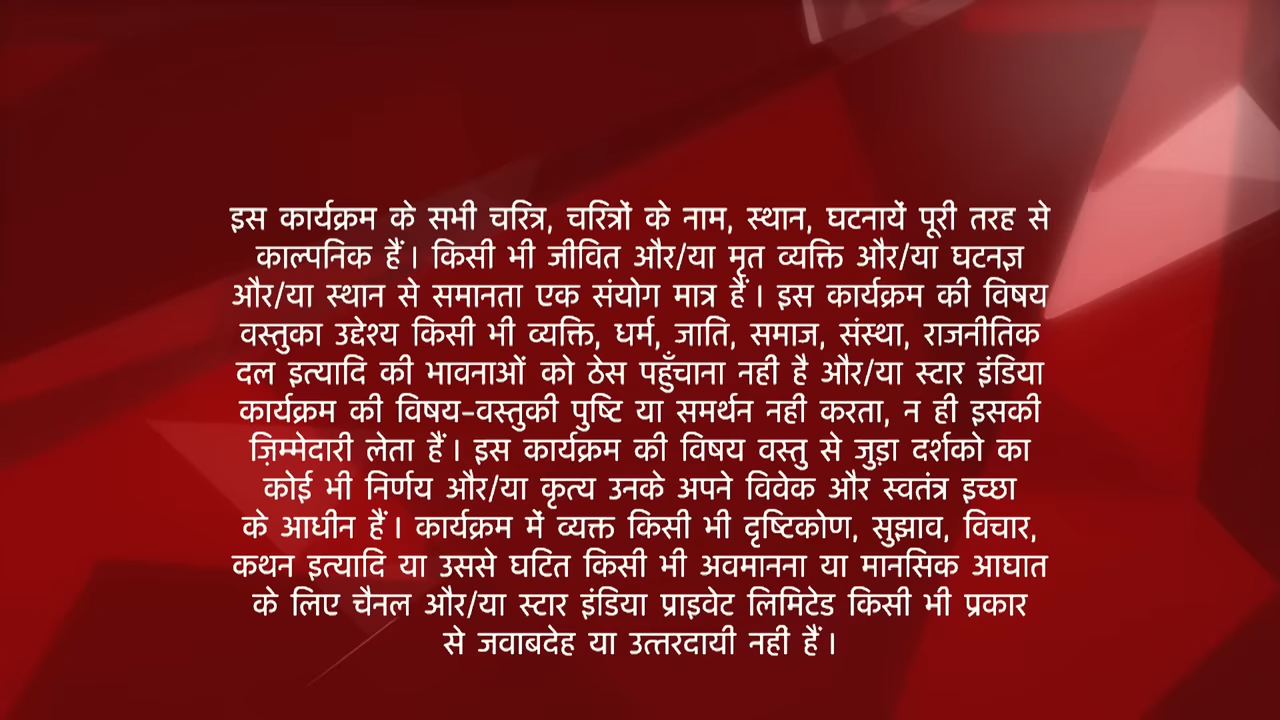 इस कार्यक्रम के सभी चरित्र, चरित्रों के नाम, स्थान, घटनायें पूरी तरह से
काल्पनिक हैं। किसी भी जीवित और/या मृत व्यक्ति और/या घटनज्ञ
और/या स्थान से समानता एक संयोग मात्र हैं। इस कार्यक्रम की विषय
वस्तुका उद्देश्य किसी भी व्यक्ति, धर्म, जाति, समाज, संस्था, राजनीतिक
दल इत्यादि की भावनाओं को ठेस पहुँचाना नही है और/या स्टार इंडिया
कार्यक्रम की विषय-वस्तुकी पुष्टि या समर्थन नही करता, न ही इसकी
ज़िम्मेदारी लेता हैं। इस कार्यक्रम की विषय वस्तु से जुड़ा दर्शको का
कोई भी निर्णय और/या कृत्य उनके अपने विवेक और स्वतंत्र इच्छा
के आधीन हैं। कार्यक्रम में व्यक्त किसी भी दृष्टिकोण, सुझाव, विचार,
कथन इत्यादि या उससे घटित किसी भी अवमानना या मानसिक आघात
के लिए चैनल और/या स्टार इंडिया प्राइवेट लिमिटेड किसी भी प्रकार
से जवाबदेह या उत्तरदायी नही हैं।